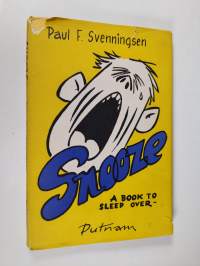 Paul F. Svenningsen
Snooze
A BOOK TO
SLEEP OVER -
Putnam